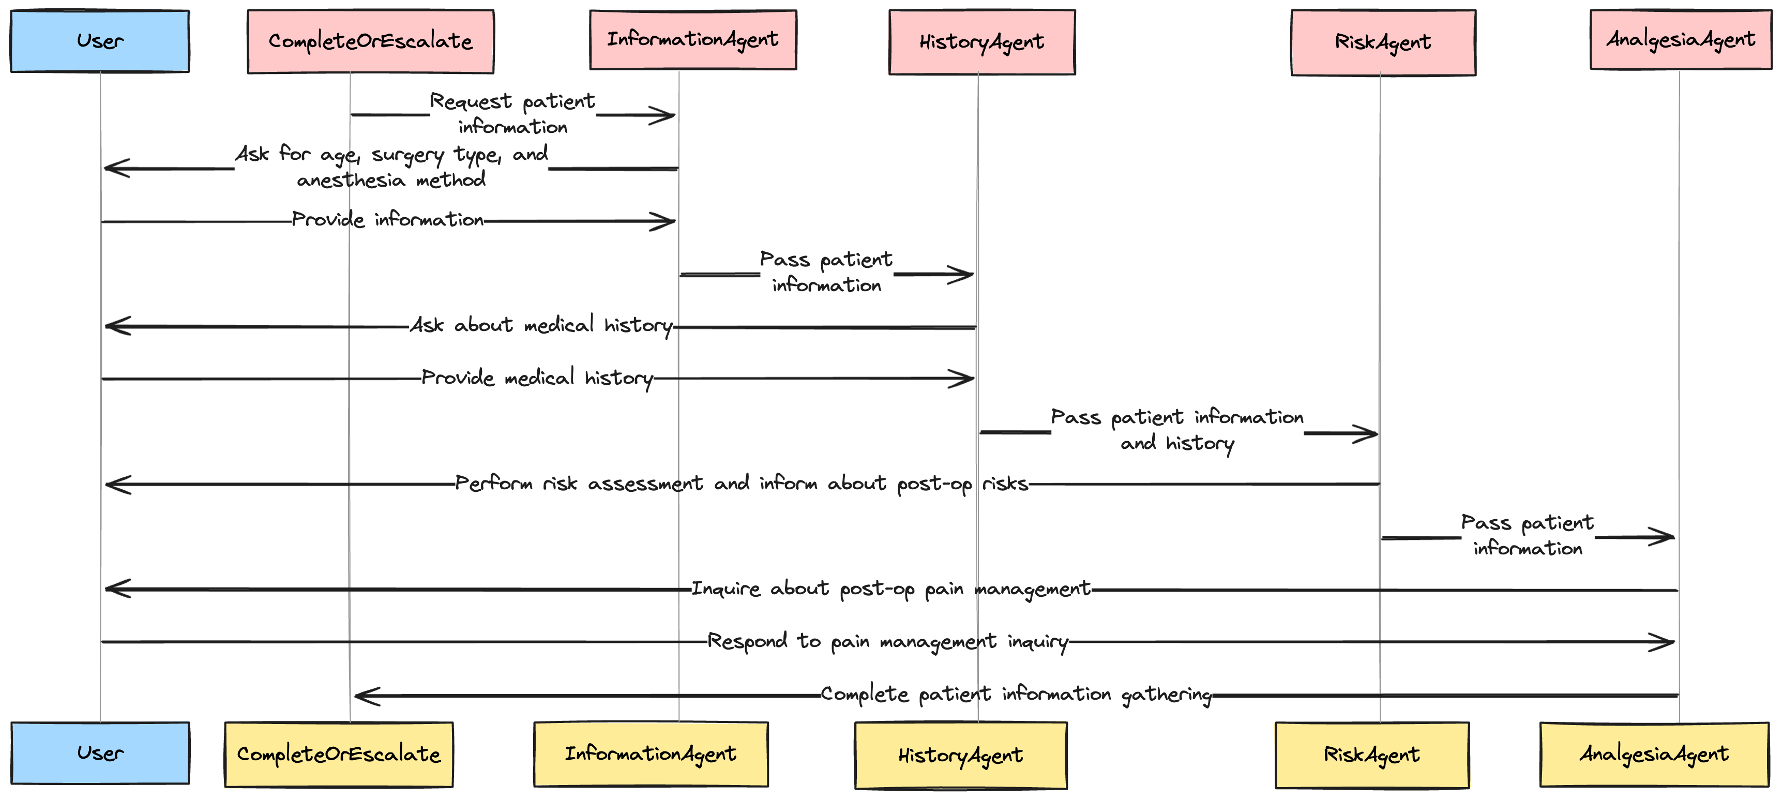 User
CompleteOrEscalate
InformationAgent
HistoryAgent
RiskAgent
AnalgesiaAgent
Request patient
information
Ask for age, surgery type, and
anesthesia method
Provide information
Pass patient
information
Ask about medical history
Provide medical history
Pass patient information
and history
Perform risk assessment and inform about post-op risks
Pass patient
information
Inquire about post-op pain management
Respond to pain management inquiry
Complete patient information gathering
User
CompleteOrEscalate
InformationAgent
HistoryAgent
RiskAgent
AnalgesiaAgent